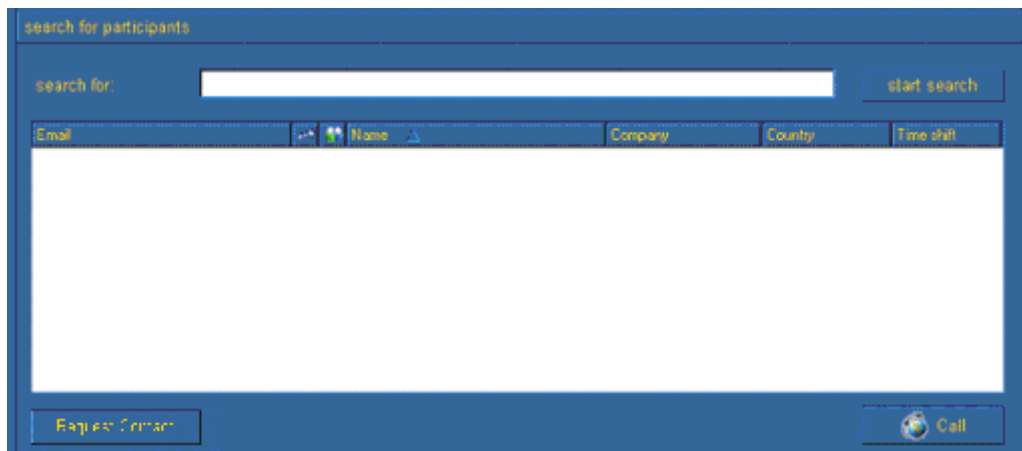 search for participants
search for: start search
Email Name Company Country Time shift
Request Contact Call